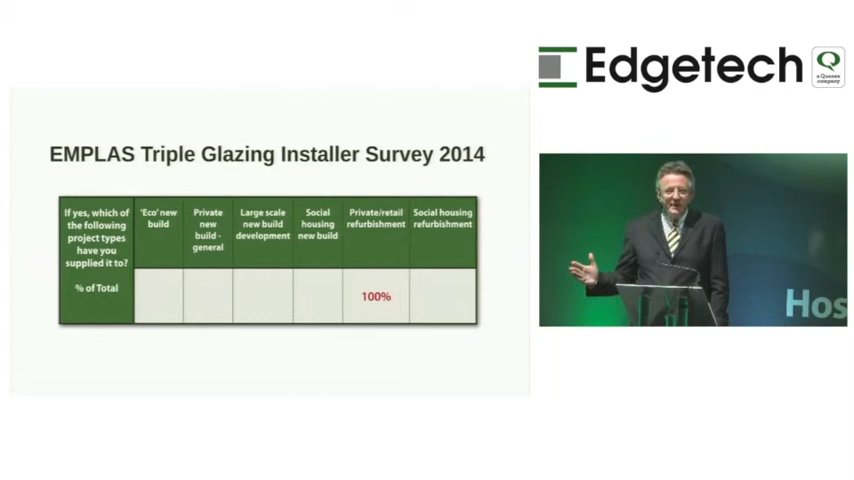 Edgetech
Q
a Quanex
company
EMPLAS Triple Glazing Installer Survey 2014
If yes, which of
the following
project types
have you
supplied it to?
% of Total
‘Eco’ new
build
Private
new
build -
general
Large scale
new build
development
Social
housing
new build
Private/retail
refurbishment
Social housing
refurbishment
100%
Hos